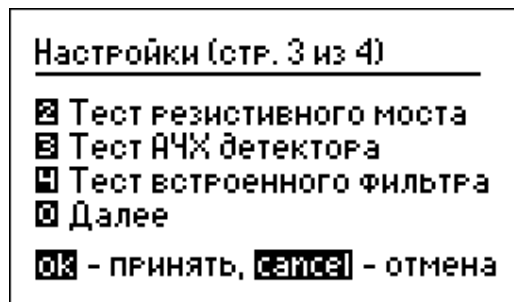 Настройки (стр. 3 из 4)
2 Тест резистивного моста
3 Тест АЧХ детектора
4 Тест встроенного фильтра
0 Далее
ok - принять, cancel - отмена